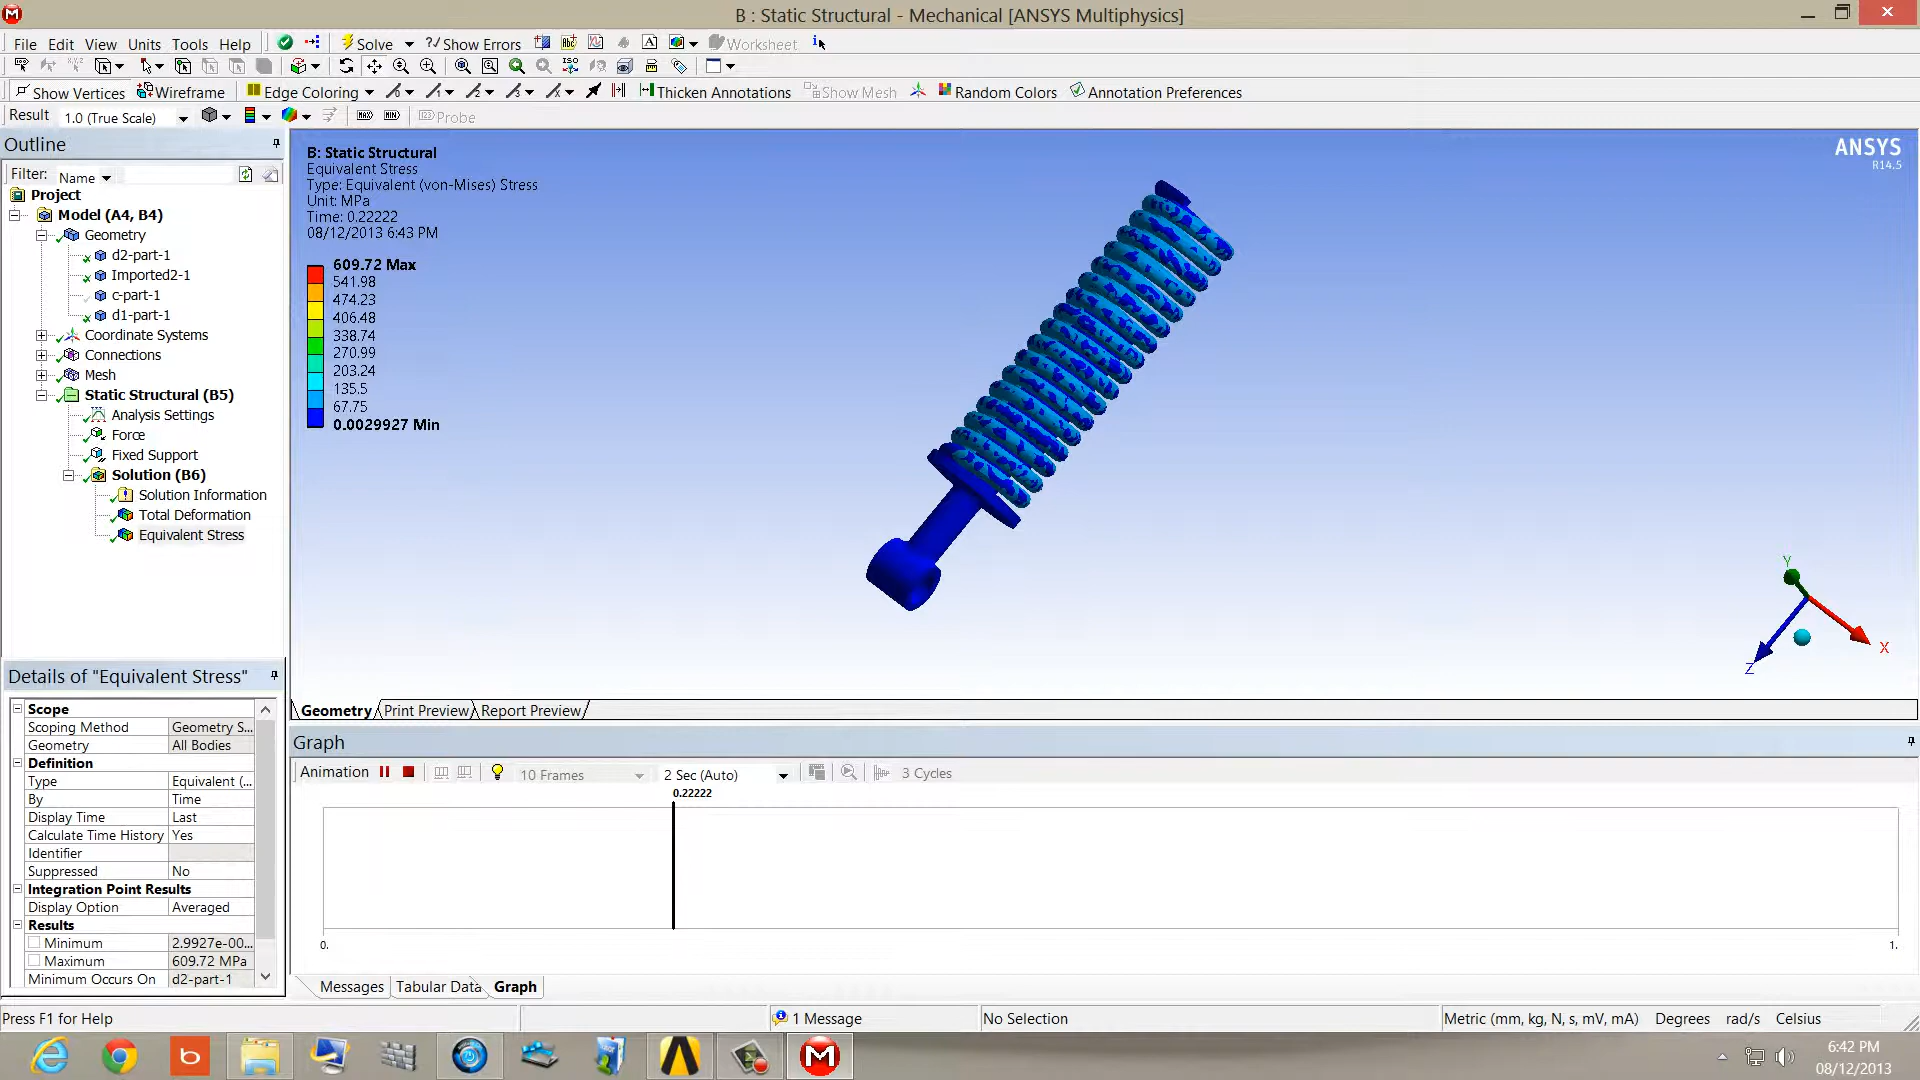 B : Static Structural - Mechanical [ANSYS Multiphysics]
File Edit View Units Tools Help Solve Show Errors Worksheet
Show Vertices Wireframe Edge Coloring Thicken Annotations Show Mesh Random Colors Annotation Preferences
Result 1.0 (True Scale) Probe
Outline
Filter: Name
Project
Model (A4, B4)
Geometry
d2-part-1
Imported2-1
c-part-1
d1-part-1
Coordinate Systems
Connections
Mesh
Static Structural (B5)
Analysis Settings
Force
Fixed Support
Solution (B6)
Solution Information
Total Deformation
Equivalent Stress
B: Static Structural
Equivalent Stress
Type: Equivalent (von-Mises) Stress
Unit: MPa
Time: 0.22222
08/12/2013 6:43 PM
609.72 Max
541.98
474.23
406.48
338.74
270.99
203.24
135.5
67.75
0.0029927 Min
ANSYS
R14.5
Y
X
Z
Details of "Equivalent Stress"
Scope
Scoping Method Geometry S...
Geometry All Bodies
Definition
Type Equivalent (...
By Time
Display Time Last
Calculate Time History Yes
Identifier
Suppressed No
Integration Point Results
Display Option Averaged
Results
Minimum 2.9927e-00...
Maximum 609.72 MPa
Minimum Occurs On d2-part-1
Geometry Print Preview Report Preview
Graph
Animation 10 Frames 2 Sec (Auto) 3 Cycles
0.22222
0. 1.
Messages Tabular Data Graph
Press F1 for Help 1 Message No Selection Metric (mm, kg, N, s, mV, mA) Degrees rad/s Celsius
6:42 PM
08/12/2013